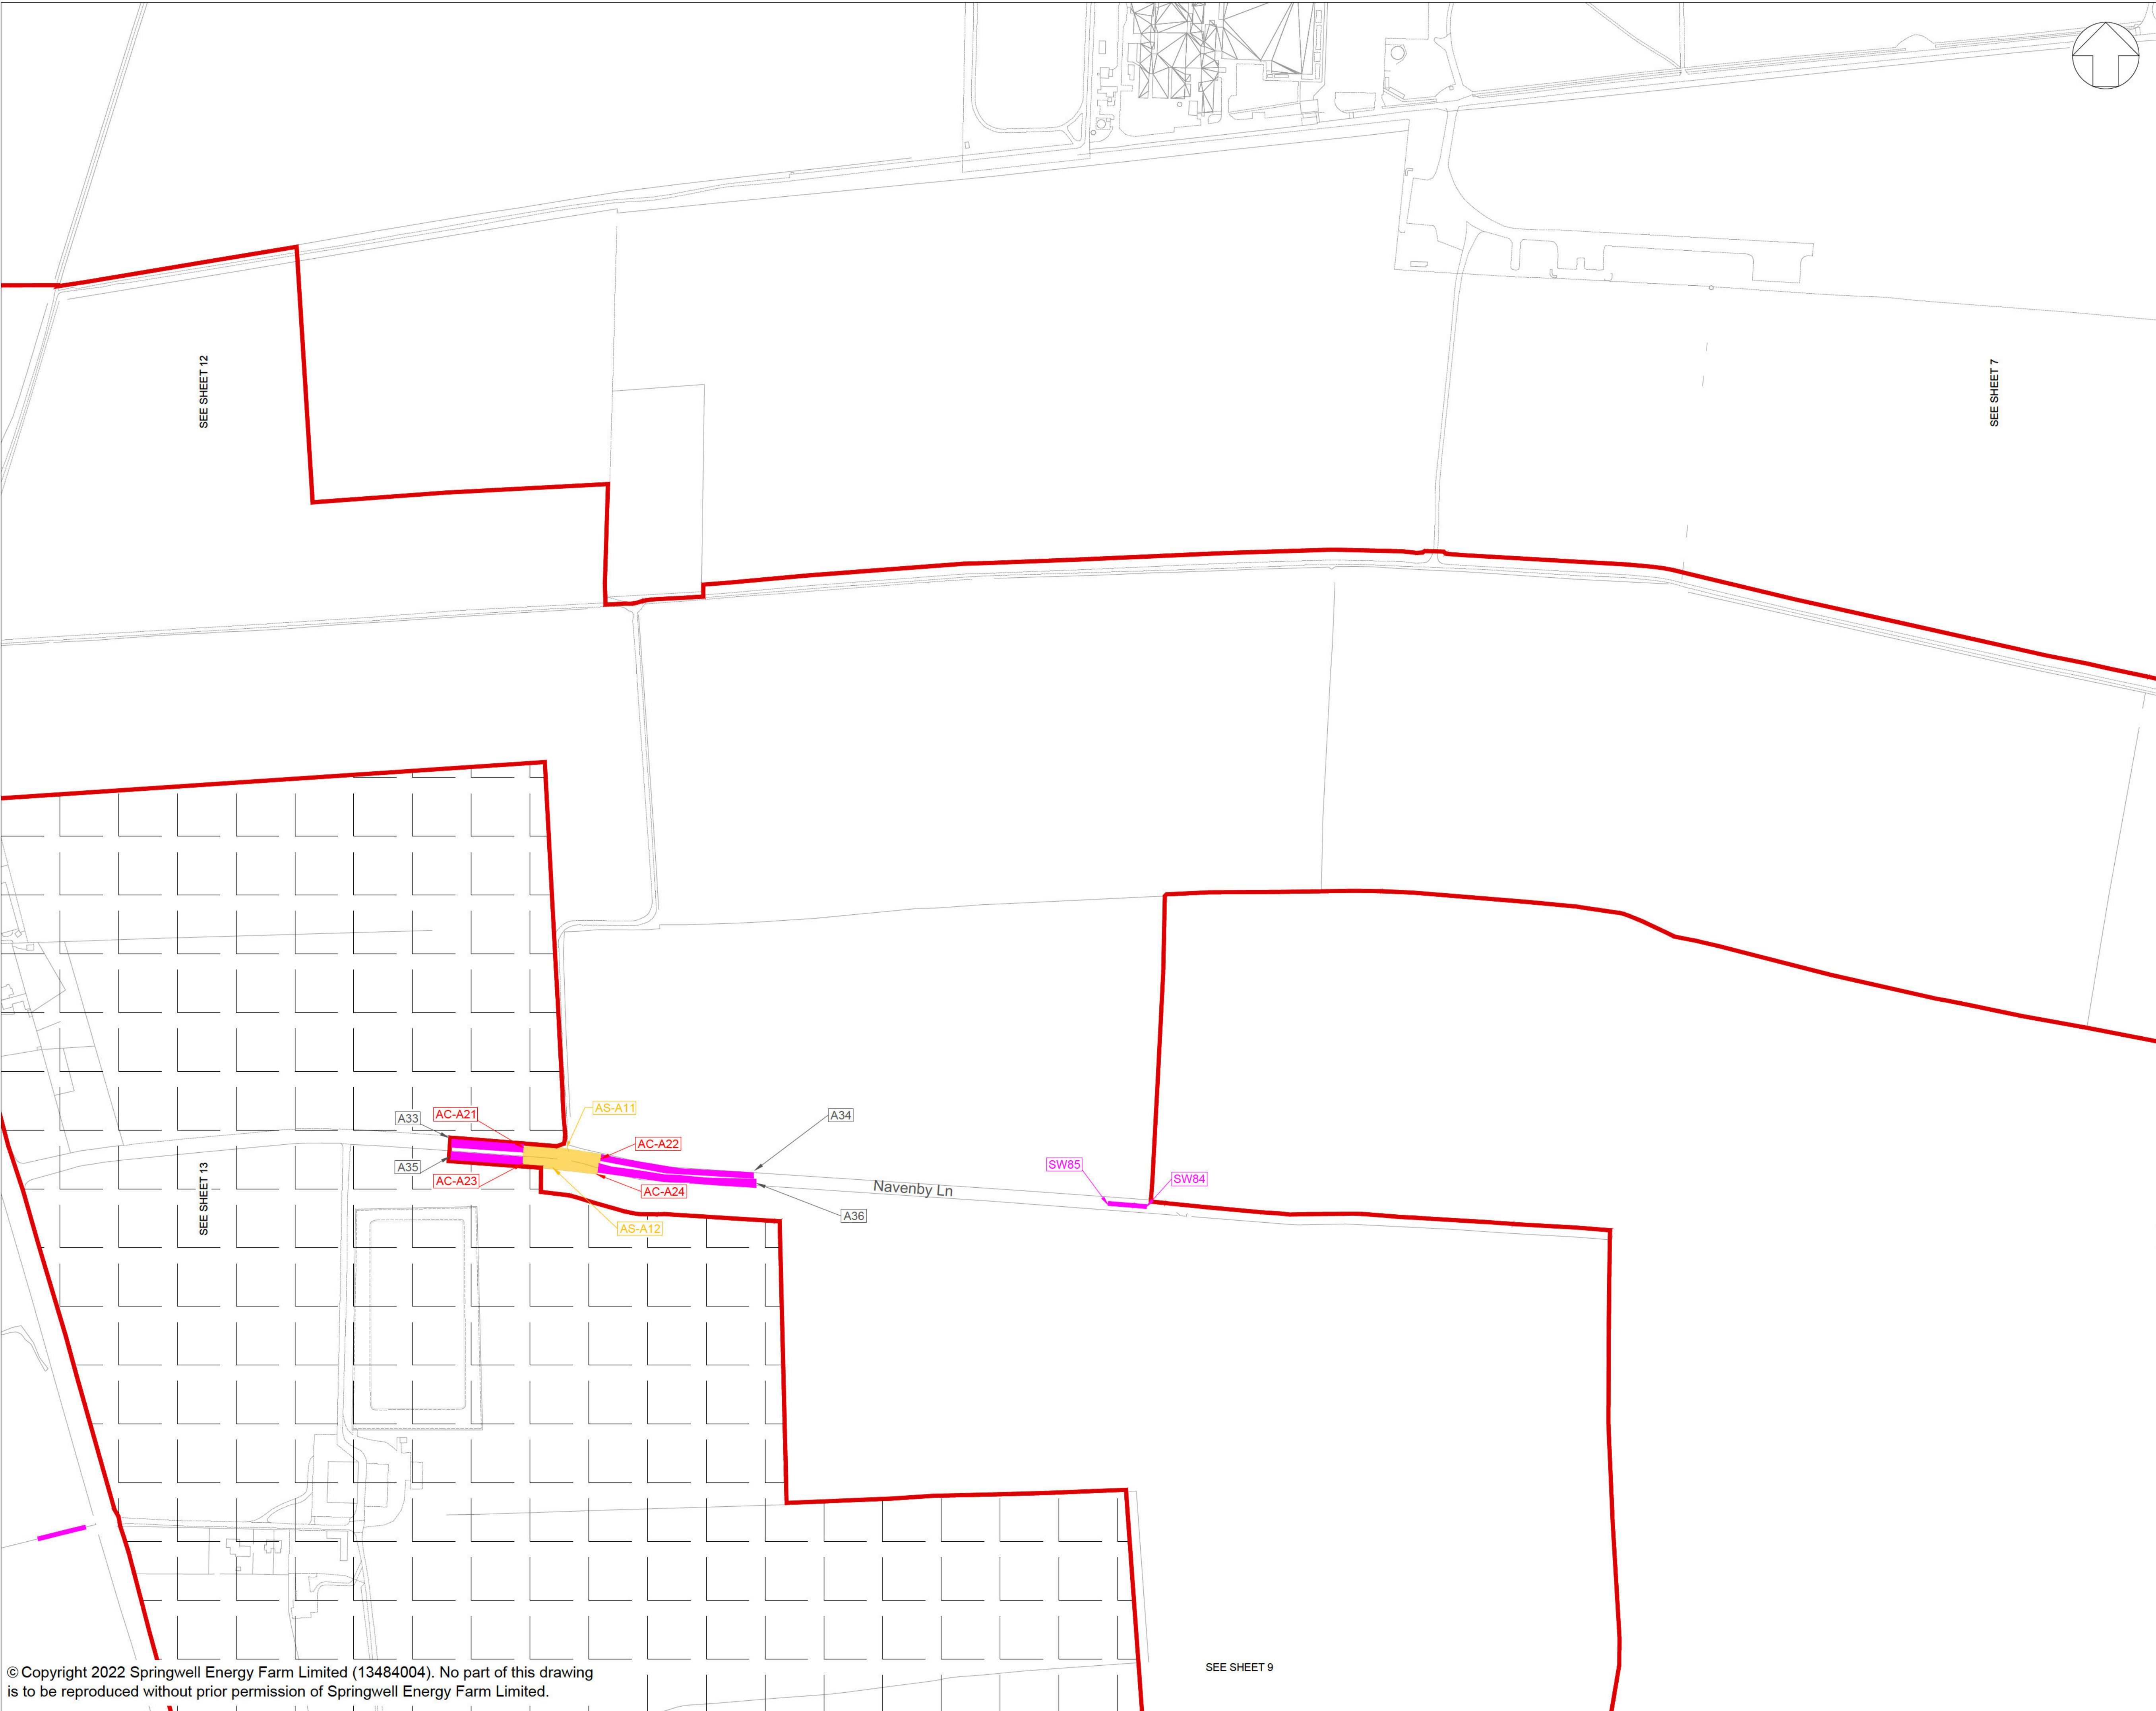 SEE SHEET 12
SEE SHEET 7
AS-A11
A33
AC-A21
A34
AC-A22
A35
AC-A23
AC-A24
SW85
SW84
Navenby Ln
A36
AS-A12
SEE SHEET 13
SEE SHEET 9
© Copyright 2022 Springwell Energy Farm Limited (13484004). No part of this drawing
is to be reproduced without prior permission of Springwell Energy Farm Limited.